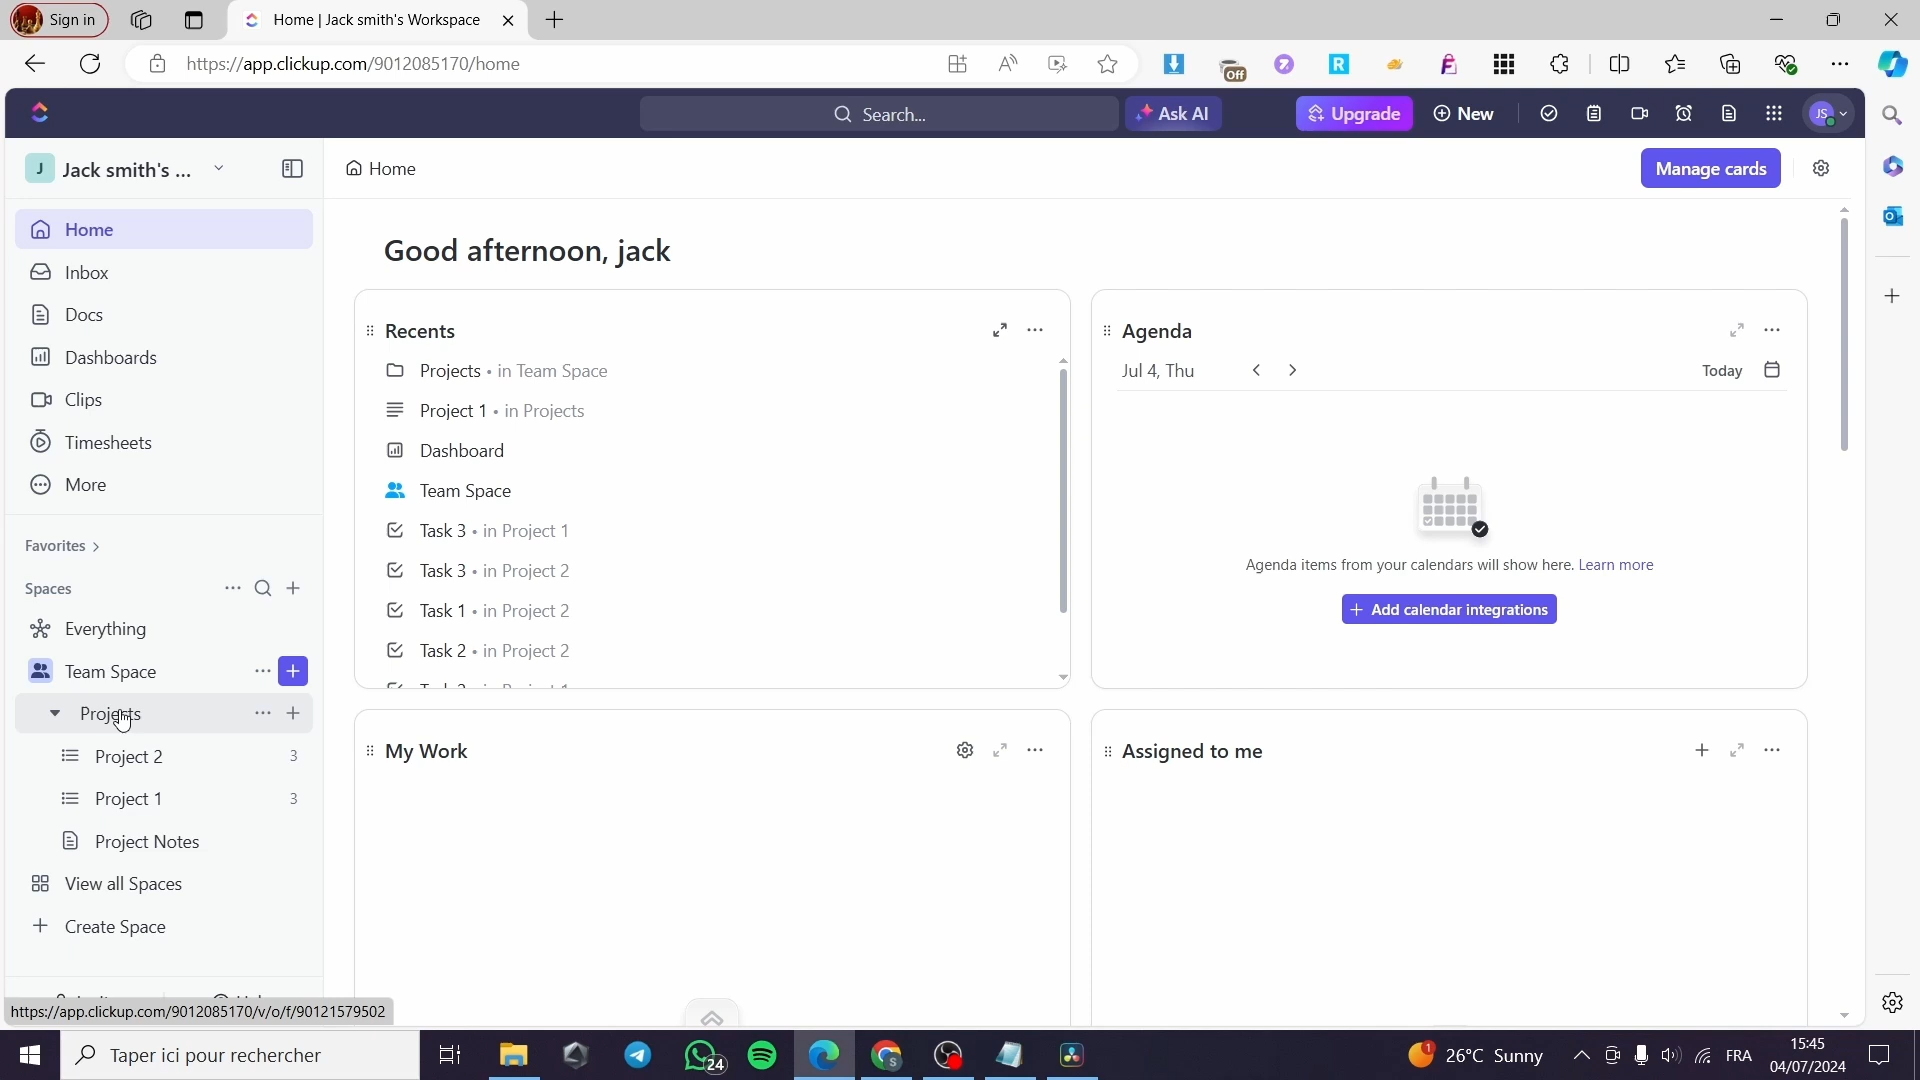 Sign in
Home | Jack smith's Workspace
https://app.clickup.com/9012085170/home
Off
Search...
Ask AI
Upgrade
New
JS
J Jack smith's ...
Home
Manage cards
Home
Inbox
Docs
Dashboards
Clips
Timesheets
More
Favorites
Spaces
Everything
Team Space
Projects
Project 2 3
Project 1 3
Project Notes
View all Spaces
Create Space
https://app.clickup.com/9012085170/v/o/f/90121579502
Good afternoon, jack
Recents
Projects • in Team Space
Project 1 • in Projects
Dashboard
Team Space
Task 3 • in Project 1
Task 3 • in Project 2
Task 1 • in Project 2
Task 2 • in Project 2
Agenda
Jul 4, Thu
Today
Agenda items from your calendars will show here. Learn more
Add calendar integrations
My Work
Assigned to me
Taper ici pour rechercher
24
1
26°C Sunny
FRA
15:45
04/07/2024